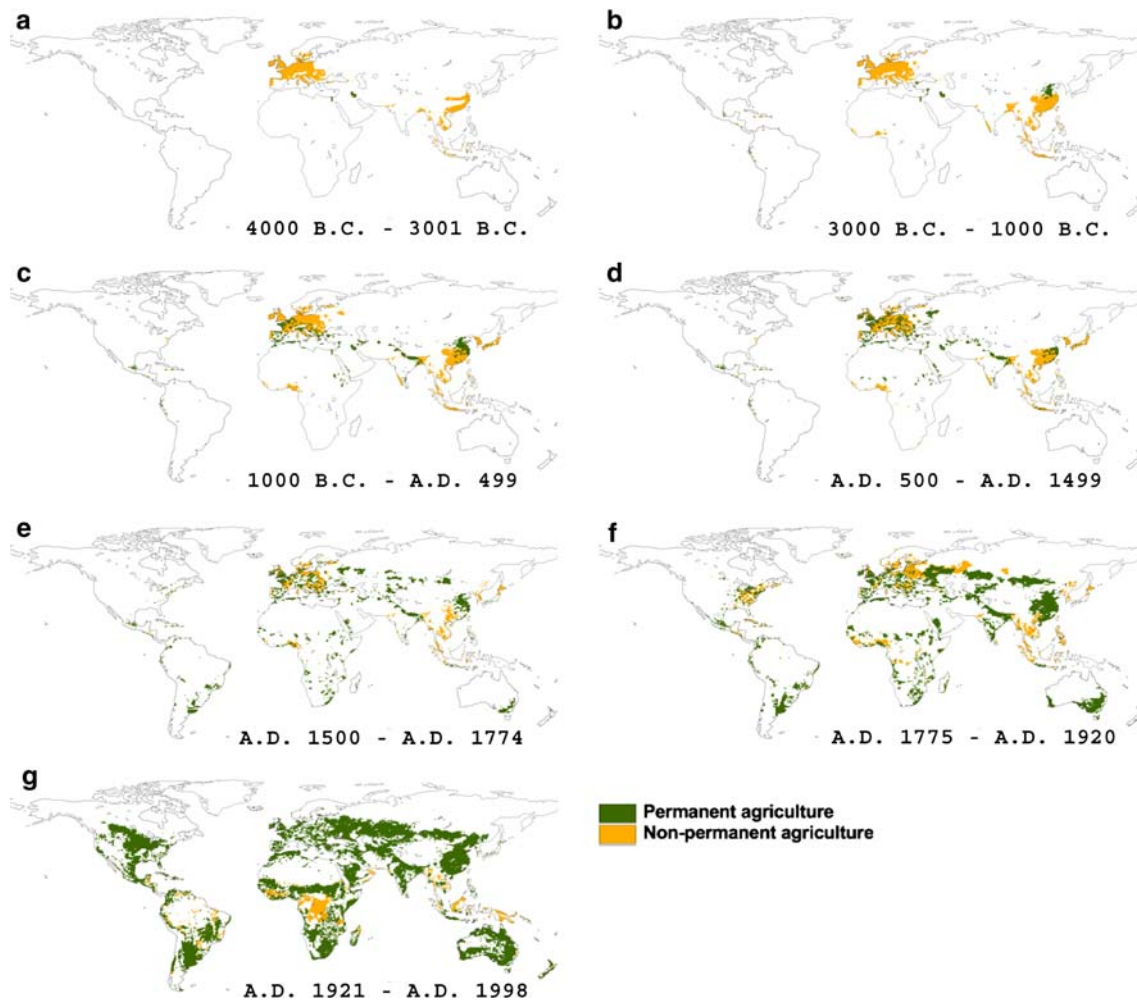 a
4000 B.C. - 3001 B.C.
b
3000 B.C. - 1000 B.C.
c
1000 B.C. - A.D. 499
d
A.D. 500 - A.D. 1499
e
A.D. 1500 - A.D. 1774
f
A.D. 1775 - A.D. 1920
g
A.D. 1921 - A.D. 1998
Permanent agriculture
Non-permanent agriculture